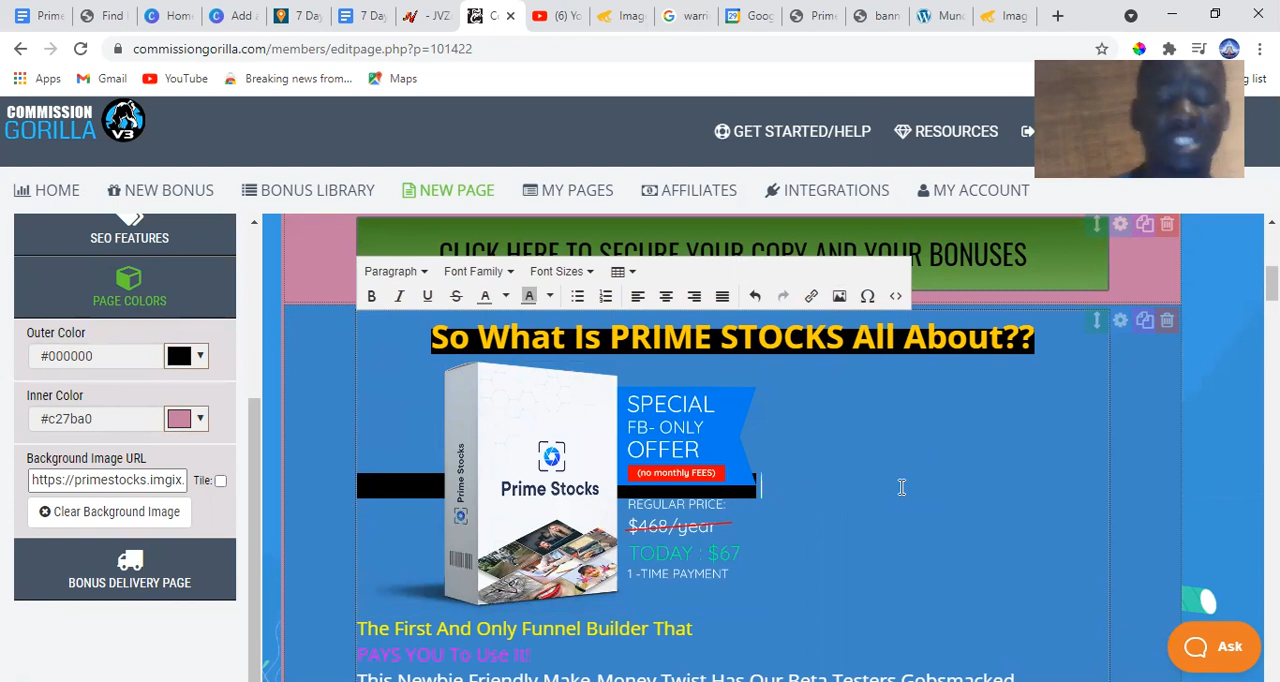 Prime
Find
Home
Add a
7 Day
7 Day
- JVZ
Co
(6) Yo
Imag
warri
Goog
Prime
bann
Mun
Imag
commissiongorilla.com/members/editpage.php?p=101422
Apps
Gmail
YouTube
Breaking news from...
Maps
g list
COMMISSION
GORILLA
V3
GET STARTED/HELP
RESOURCES
HOME
NEW BONUS
BONUS LIBRARY
NEW PAGE
MY PAGES
AFFILIATES
INTEGRATIONS
MY ACCOUNT
SEO FEATURES
PAGE COLORS
Outer Color
#000000
Inner Color
#c27ba0
Background Image URL
https://primestocks.imgix. Tile:
Clear Background Image
BONUS DELIVERY PAGE
CLICK HERE TO SECURE YOUR COPY AND YOUR BONUSES
Paragraph
Font Family
Font Sizes
B I U S A A
So What Is PRIME STOCKS All About??
Prime Stocks
Prime Stocks
SPECIAL
FB- ONLY
OFFER
(no monthly FEES)
REGULAR PRICE:
$468/year
TODAY : $67
1 -TIME PAYMENT
The First And Only Funnel Builder That
PAYS YOU To Use It!
This Newbie Friendly Make-Money Twist Has Our Beta Testers Gobsmacked
Ask